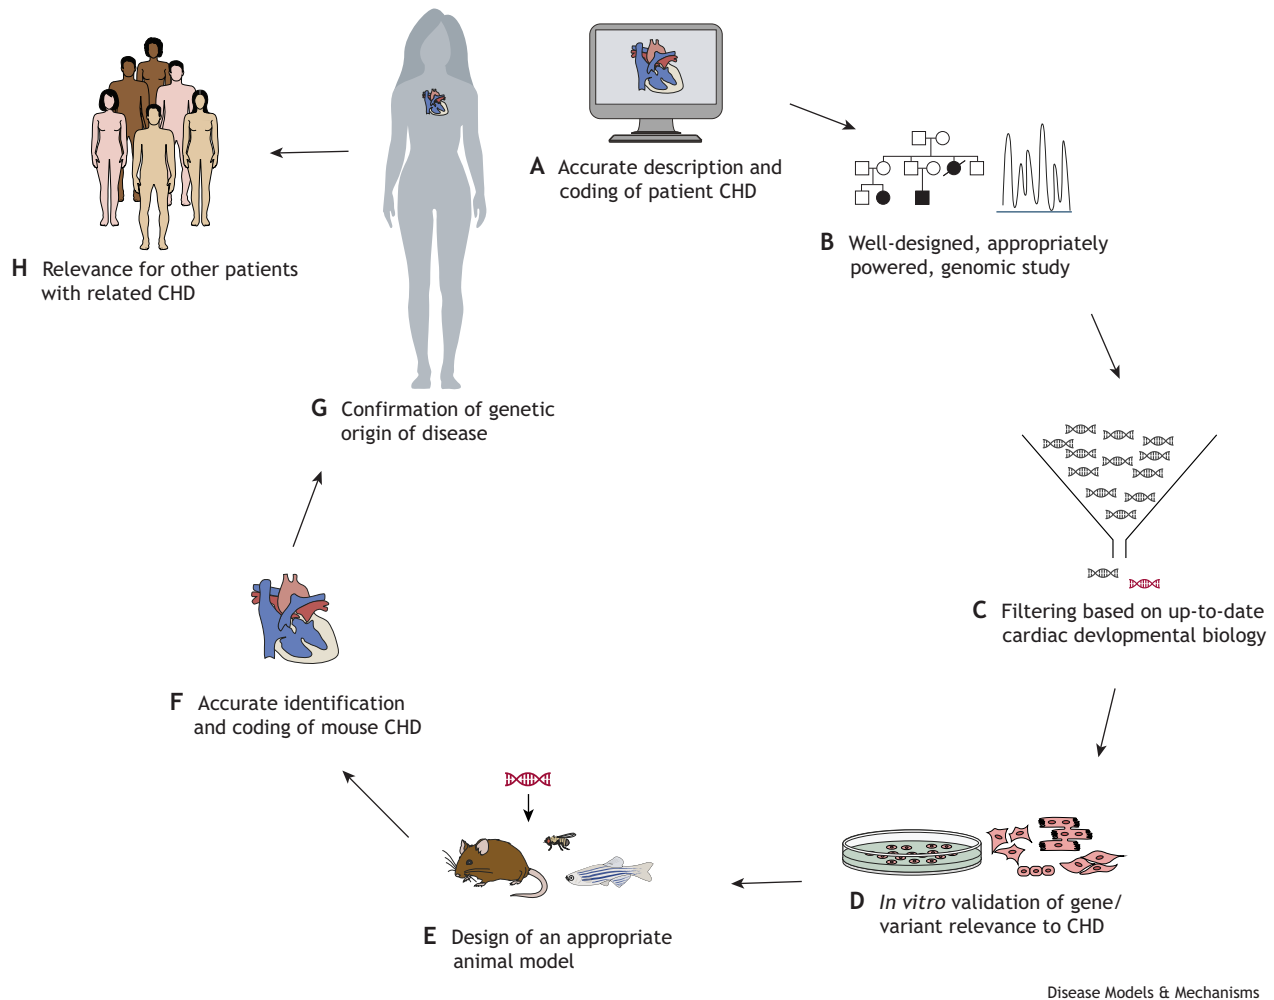 A Accurate description and
coding of patient CHD
B Well-designed, appropriately
powered, genomic study
C Filtering based on up-to-date
cardiac devlopmental biology
D In vitro validation of gene/
variant relevance to CHD
E Design of an appropriate
animal model
F Accurate identification
and coding of mouse CHD
G Confirmation of genetic
origin of disease
H Relevance for other patients
with related CHD
Disease Models & Mechanisms